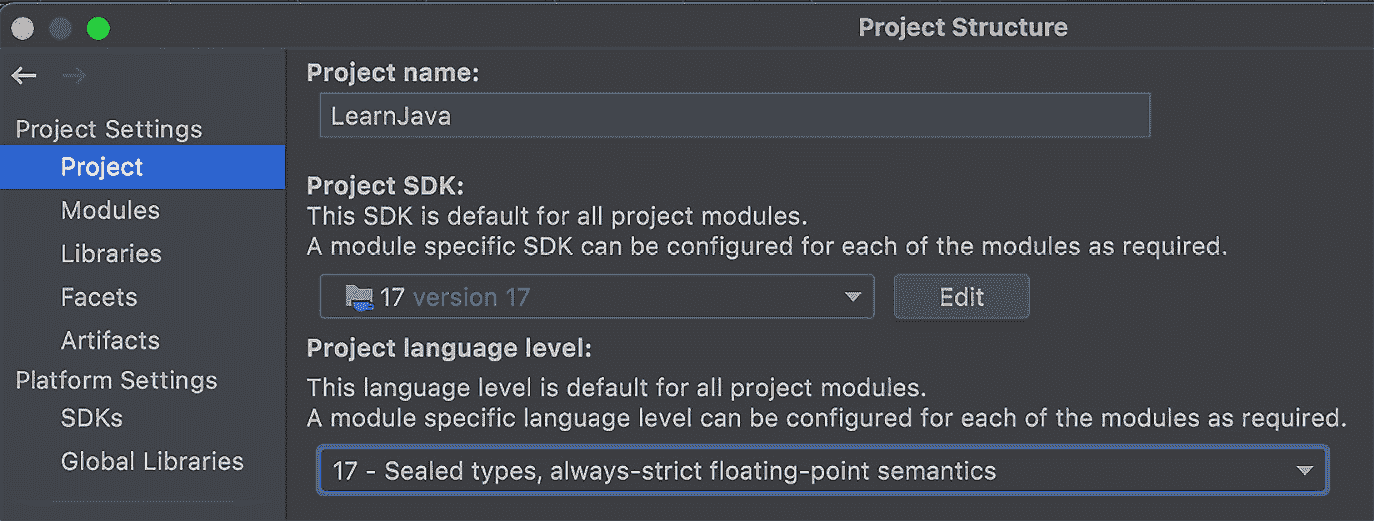 Project Structure
Project Settings
Project
Modules
Libraries
Facets
Artifacts
Platform Settings
SDKs
Global Libraries
Project name:
LearnJava
Project SDK:
This SDK is default for all project modules.
A module specific SDK can be configured for each of the modules as required.
17 version 17
Edit
Project language level:
This language level is default for all project modules.
A module specific language level can be configured for each of the modules as required.
17 - Sealed types, always-strict floating-point semantics